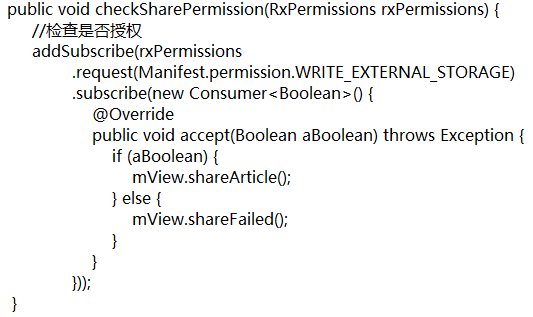 public void checkSharePermission(RxPermissions rxPermissions) {
//检查是否授权
addSubscribe(rxPermissions
.request(Manifest.permission.WRITE_EXTERNAL_STORAGE)
.subscribe(new Consumer<Boolean>() {
@Override
public void accept(Boolean aBoolean) throws Exception {
if (aBoolean) {
mView.shareArticle();
} else {
mView.shareFailed();
}
}
}));
}